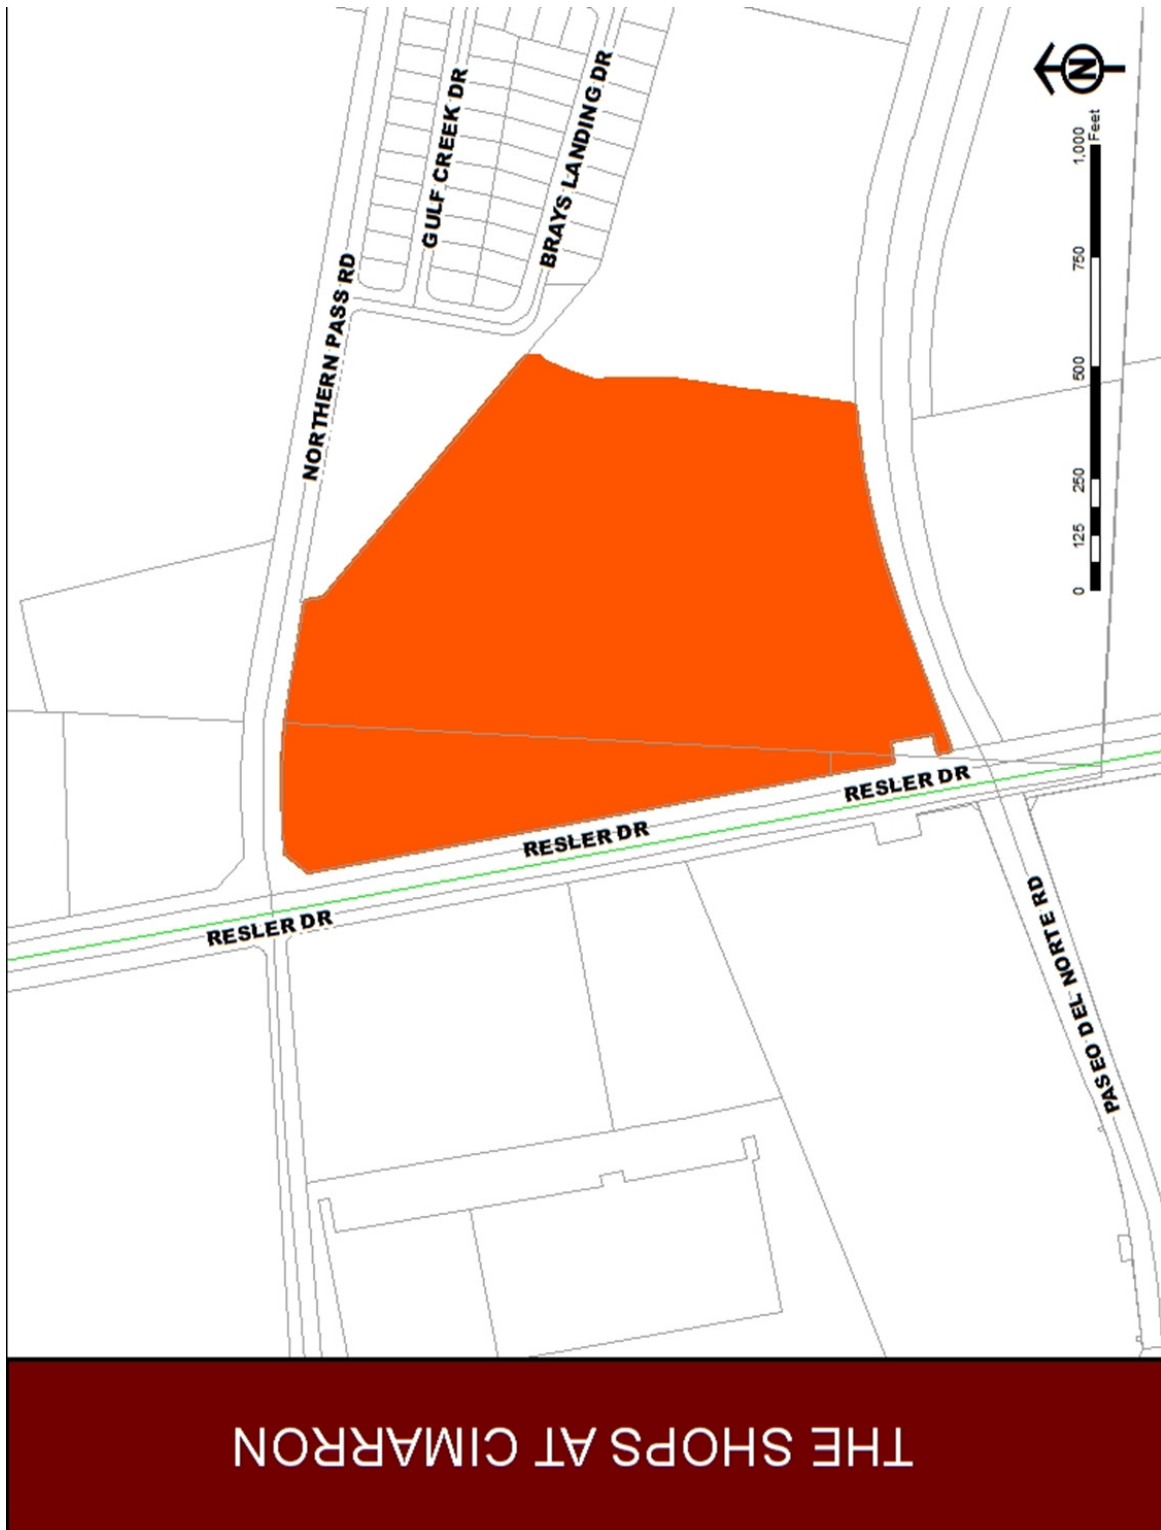 NORTHERN PASS RD
GULF CREEK DR
BRAYS LANDING DR
N
0 125 250 500 750 1,000
Feet
RESLER DR
RESLER DR
RESLER DR
PASEO DEL NORTE RD
THE SHOPS AT CIMARRON